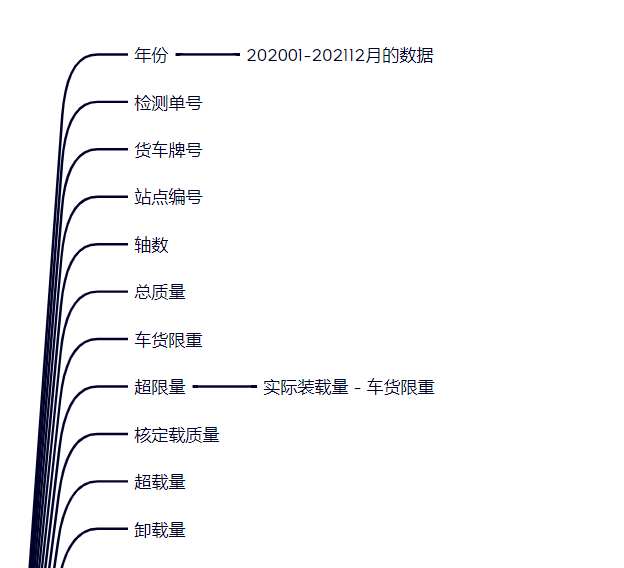 年份 202001-202112月的数据
检测单号
货车牌号
站点编号
轴数
总质量
车货限重
超限量 实际装载量 - 车货限重
核定载质量
超载量
卸载量